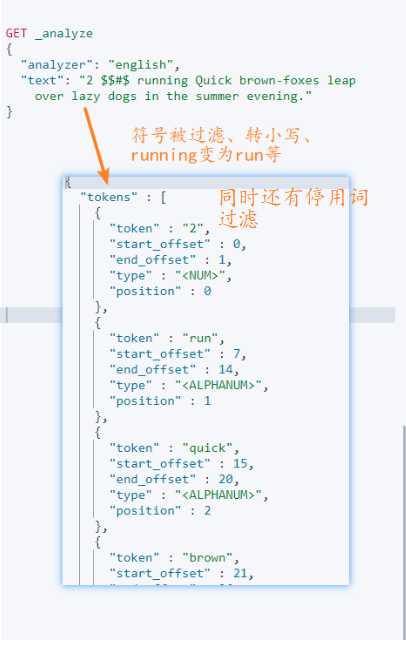 GET _analyze
{
"analyzer": "english",
"text": "2 $$#$ running Quick brown-foxes leap
over lazy dogs in the summer evening."
}
符号被过滤、转小写、
running变为run等
{
同时还有停用词
过滤
"tokens" : [
{
"token" : "2",
"start_offset" : 0,
"end_offset" : 1,
"type" : "<NUM>",
"position" : 0
},
{
"token" : "run",
"start_offset" : 7,
"end_offset" : 14,
"type" : "<ALPHANUM>",
"position" : 1
},
{
"token" : "quick",
"start_offset" : 15,
"end_offset" : 20,
"type" : "<ALPHANUM>",
"position" : 2
},
{
"token" : "brown",
"start_offset" : 21,